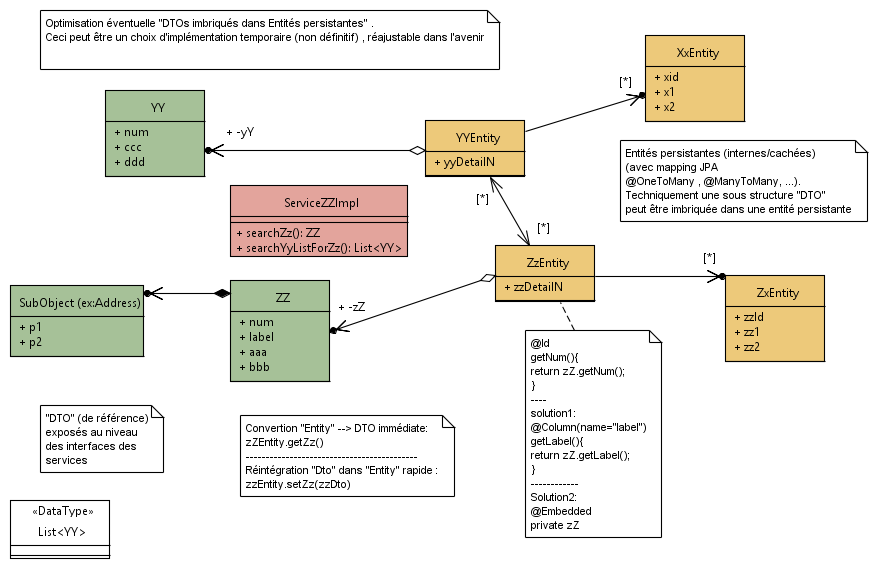 Optimisation éventuelle "DTOs imbriqués dans Entités persistantes" .
Ceci peut être un choix d'implémentation temporaire (non définitif) , réajustable dans l'avenir
XxEntity
+ xid
+ x1
+ x2
[*]
YY
+ num
+ ccc
+ ddd
+ -yY
YYEntity
+ yyDetailN
Entités persistantes (internes/cachées)
(avec mapping JPA
@OneToMany , @ManyToMany, ...).
Techniquement une sous structure "DTO"
peut être imbriquée dans une entité persistante
[*]
[*]
ServiceZZImpl
+ searchZz(): ZZ
+ searchYyListForZz(): List<YY>
ZzEntity
+ zzDetailN
[*]
ZxEntity
+ zzId
+ zz1
+ zz2
SubObject (ex:Address)
+ p1
+ p2
ZZ
+ num
+ label
+ aaa
+ bbb
+ -zZ
@Id
getNum(){
return zZ.getNum();
}
----
solution1:
@Column(name="label")
getLabel(){
return zZ.getLabel();
}
------------
Solution2:
@Embedded
private zZ
"DTO" (de référence)
exposés au niveau
des interfaces des
services
Convertion "Entity" --> DTO immédiate:
zZEntity.getZz()
-------------------------------------------
Réintégration "Dto" dans "Entity" rapide :
zzEntity.setZz(zzDto)
«DataType»
List<YY>